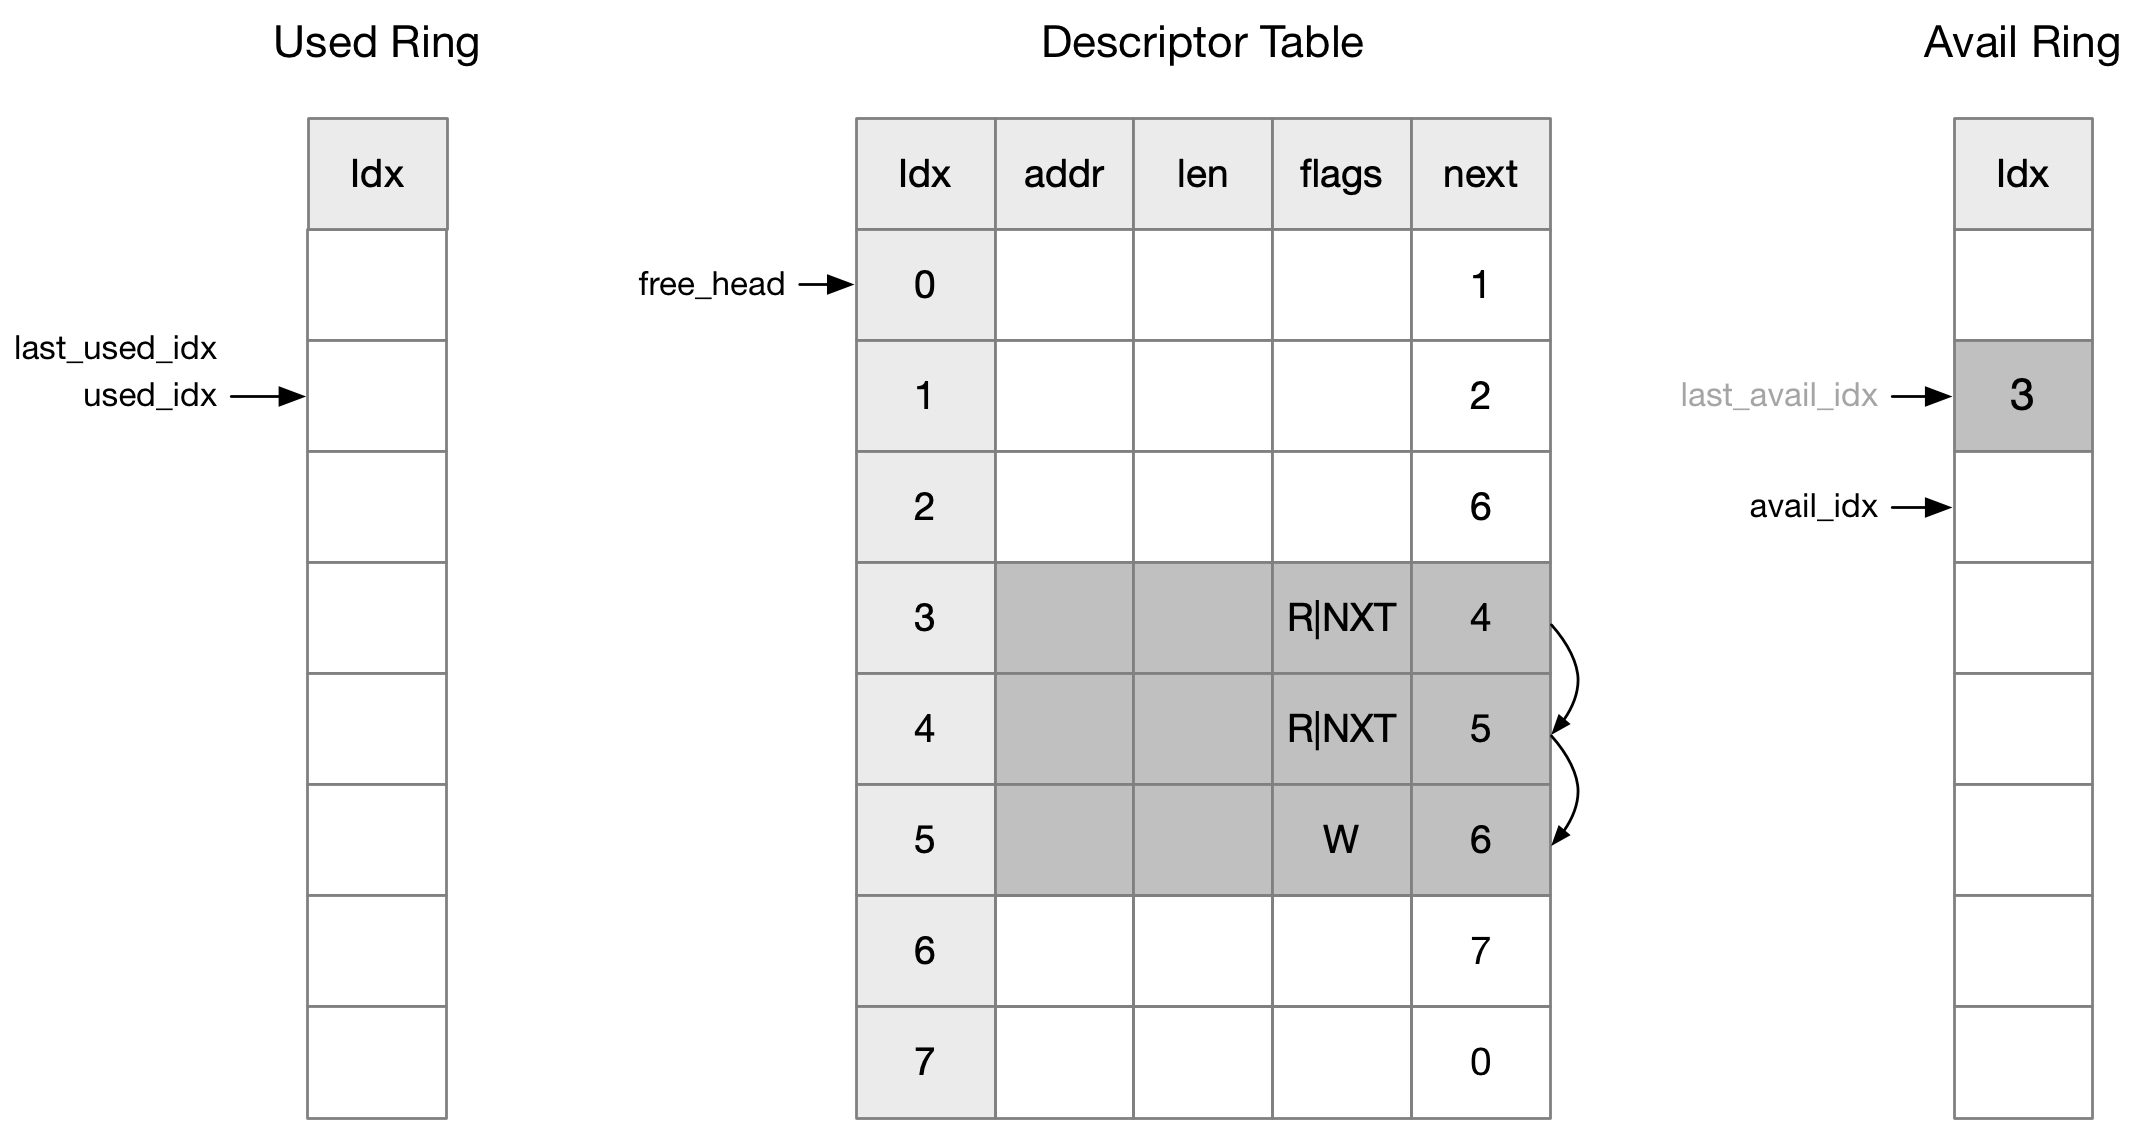 Used Ring
Descriptor Table
Avail Ring
Idx
Idx addr len flags next
Idx
free_head 0 1
last_used_idx
used_idx
1 2
last_avail_idx 3
2 6
avail_idx
3 R|NXT 4
4 R|NXT 5
5 W 6
6 7
7 0